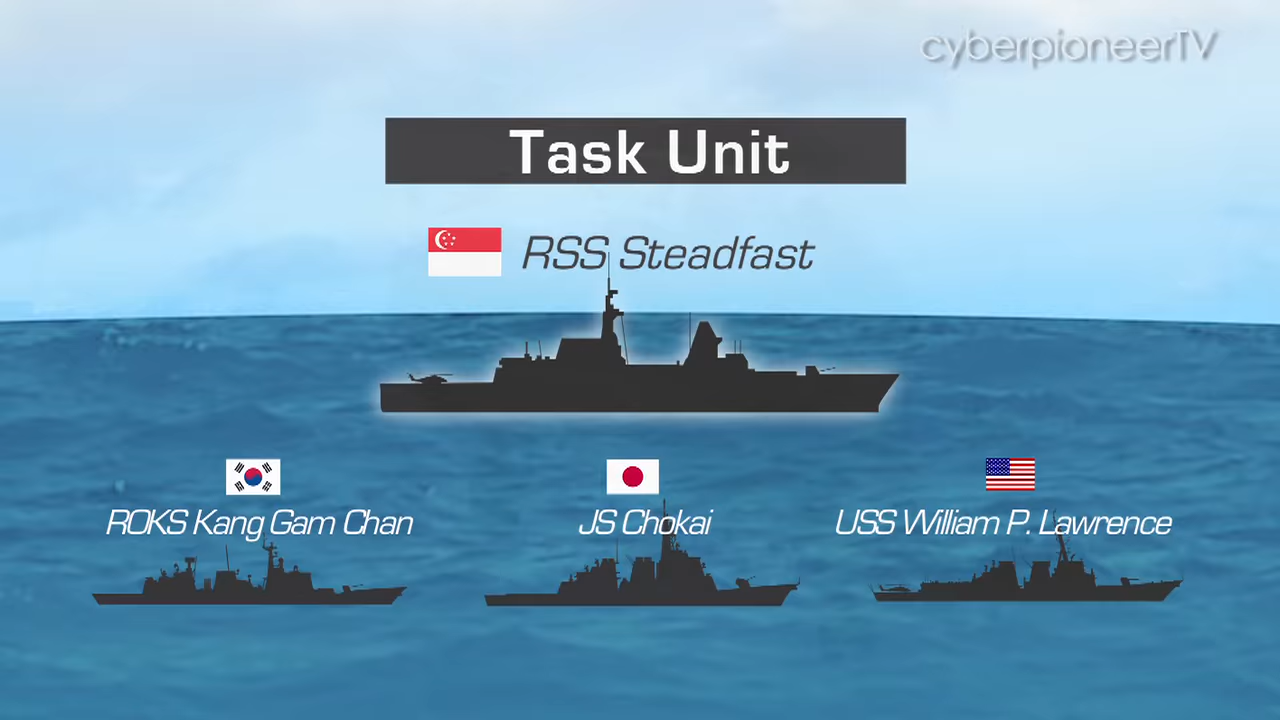 cyberpioneerTV
Task Unit
RSS Steadfast
ROKS Kang Gam Chan
JS Chokai
USS William P. Lawrence